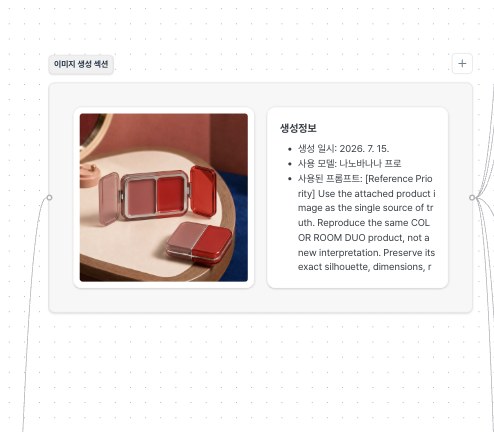 이미지 생성 섹션
생성정보
• 생성 일시: 2026. 7. 15.
• 사용 모델: 나노바나나 프로
• 사용된 프롬프트: [Reference Prio
rity] Use the attached product i
mage as the single source of tr
uth. Reproduce the same COL
OR ROOM DUO product, not a
new interpretation. Preserve its
exact silhouette, dimensions, r